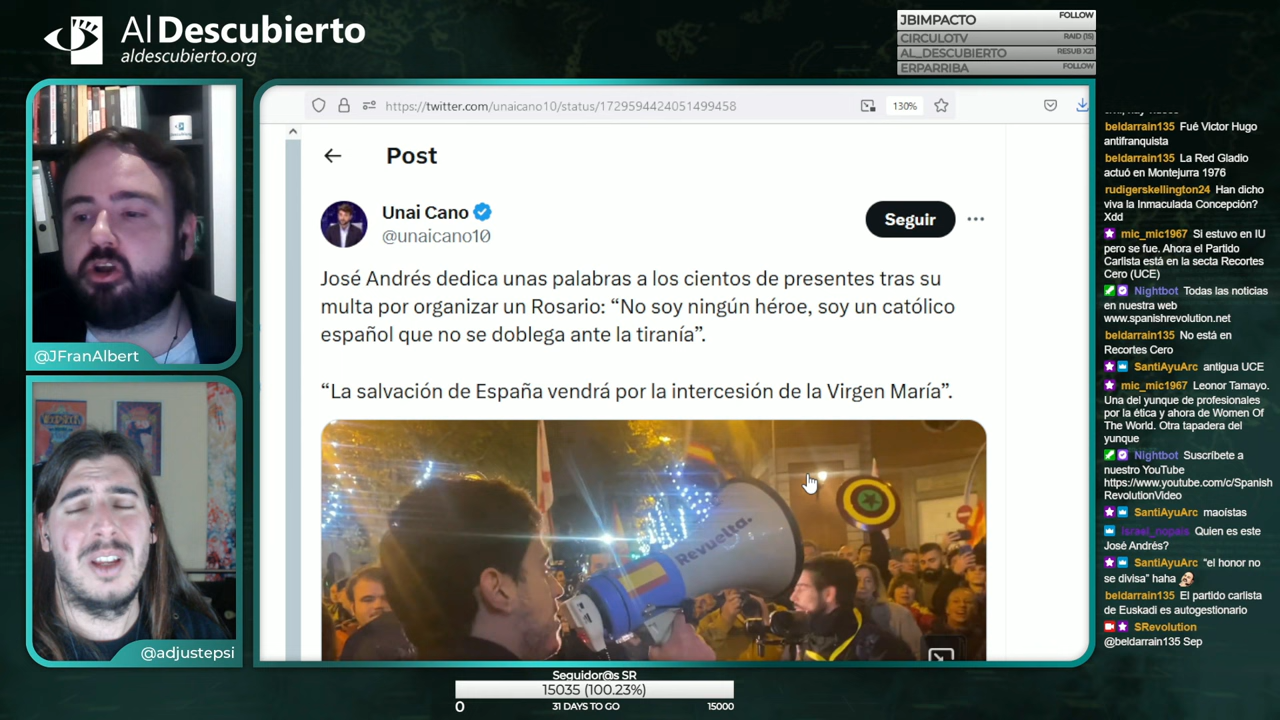 Al Descubierto
aldescubierto.org
JBIMPACTO FOLLOW
CIRCULOTV RAID (15)
AL_DESCUBIERTO RESUB X21
ERPARRIBA FOLLOW
https://twitter.com/unaicano10/status/1729594424051499458
130%
Post
Unai Cano
@unaicano10
Seguir
José Andrés dedica unas palabras a los cientos de presentes tras su
multa por organizar un Rosario: “No soy ningún héroe, soy un católico
español que no se doblega ante la tiranía”.
“La salvación de España vendrá por la intercesión de la Virgen María”.
Revuelta.
@JFranAlbert
@adjustepsi
beldarrain135 Fué Victor Hugo
antifranquista
beldarrain135 La Red Gladio
actuó en Montejurra 1976
rudigerskellington24 Han dicho
viva la Inmaculada Concepción?
Xdd
mic_mic1967 Si estuvo en IU
pero se fue. Ahora el Partido
Carlista está en la secta Recortes
Cero (UCE)
Nightbot Todas las noticias
en nuestra web
www.spanishrevolution.net
beldarrain135 No está en
Recortes Cero
SantiAyuArc antigua UCE
mic_mic1967 Leonor Tamayo.
Una del yunque de profesionales
por la ética y ahora de Women Of
The World. Otra tapadera del
yunque
Nightbot Suscríbete a
nuestro YouTube
https://www.youtube.com/c/Spanish
RevolutionVideo
SantiAyuArc maoístas
israel_nopais Quien es este
José Andrés?
SantiAyuArc "el honor no
se divisa" haha
beldarrain135 El partido carlista
de Euskadi es autogestionario
SRevolution
@beldarrain135 Sep
Seguidor@s SR
15035 (100.23%)
0 31 DAYS TO GO 15000